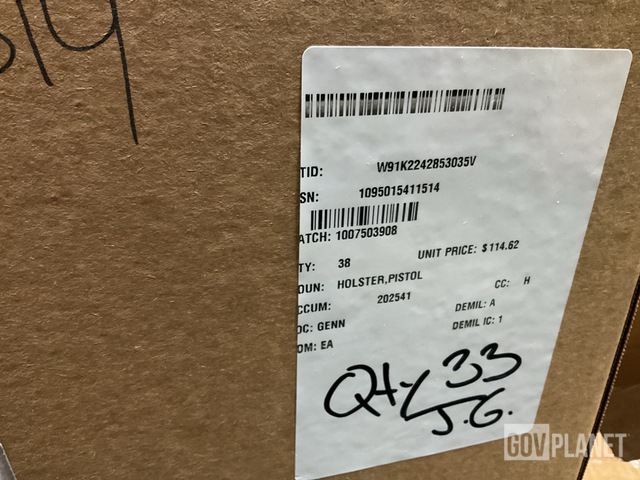 TID: W91K2242853035V
SN: 1095015411514
ATCH: 1007503908
TY: 38 UNIT PRICE: $114.62
OUN: HOLSTER,PISTOL
CCUM: 202541 CC: H
OC: GENN DEMIL: A
OM: EA DEMIL IC: 1
Qty 33
J.G.
GOVPLANET